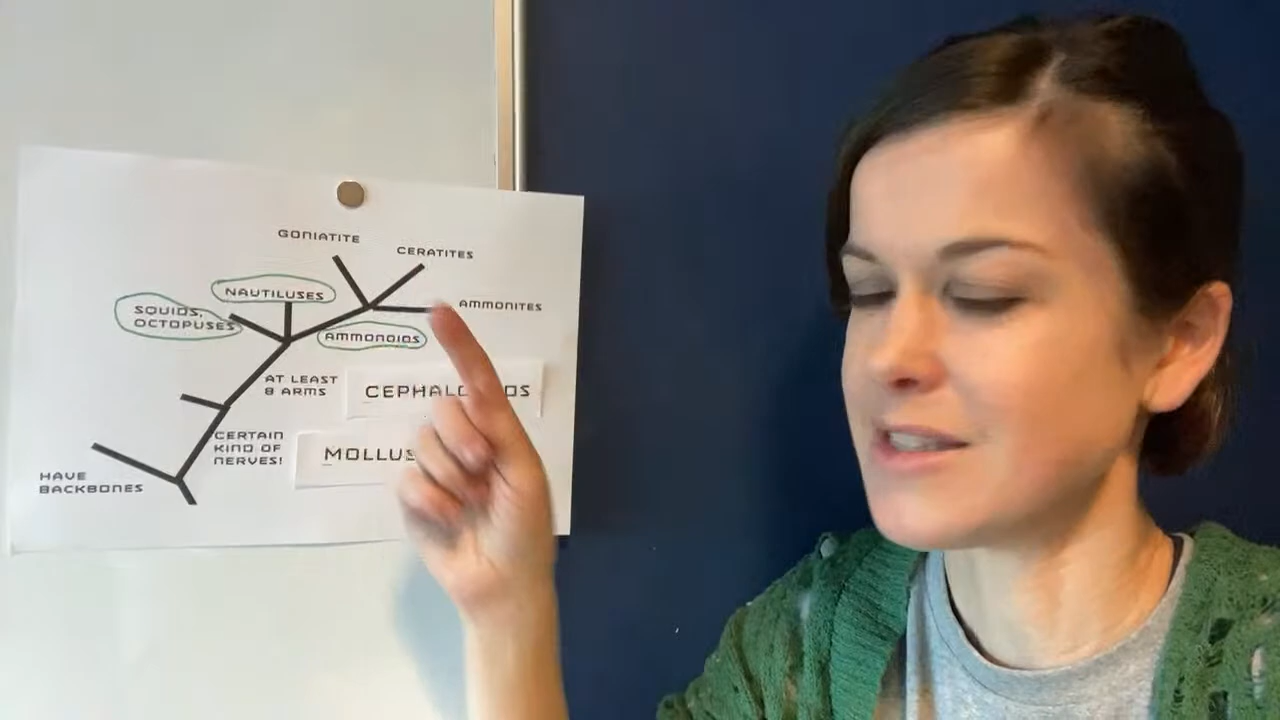 GONIATITE
CERATITES
NAUTILUSES
AMMONITES
SQUIDS,
OCTOPUSES
AMMONOIDS
AT LEAST
8 ARMS
CERTAIN
KIND OF
NERVES!
HAVE
BACKBONES